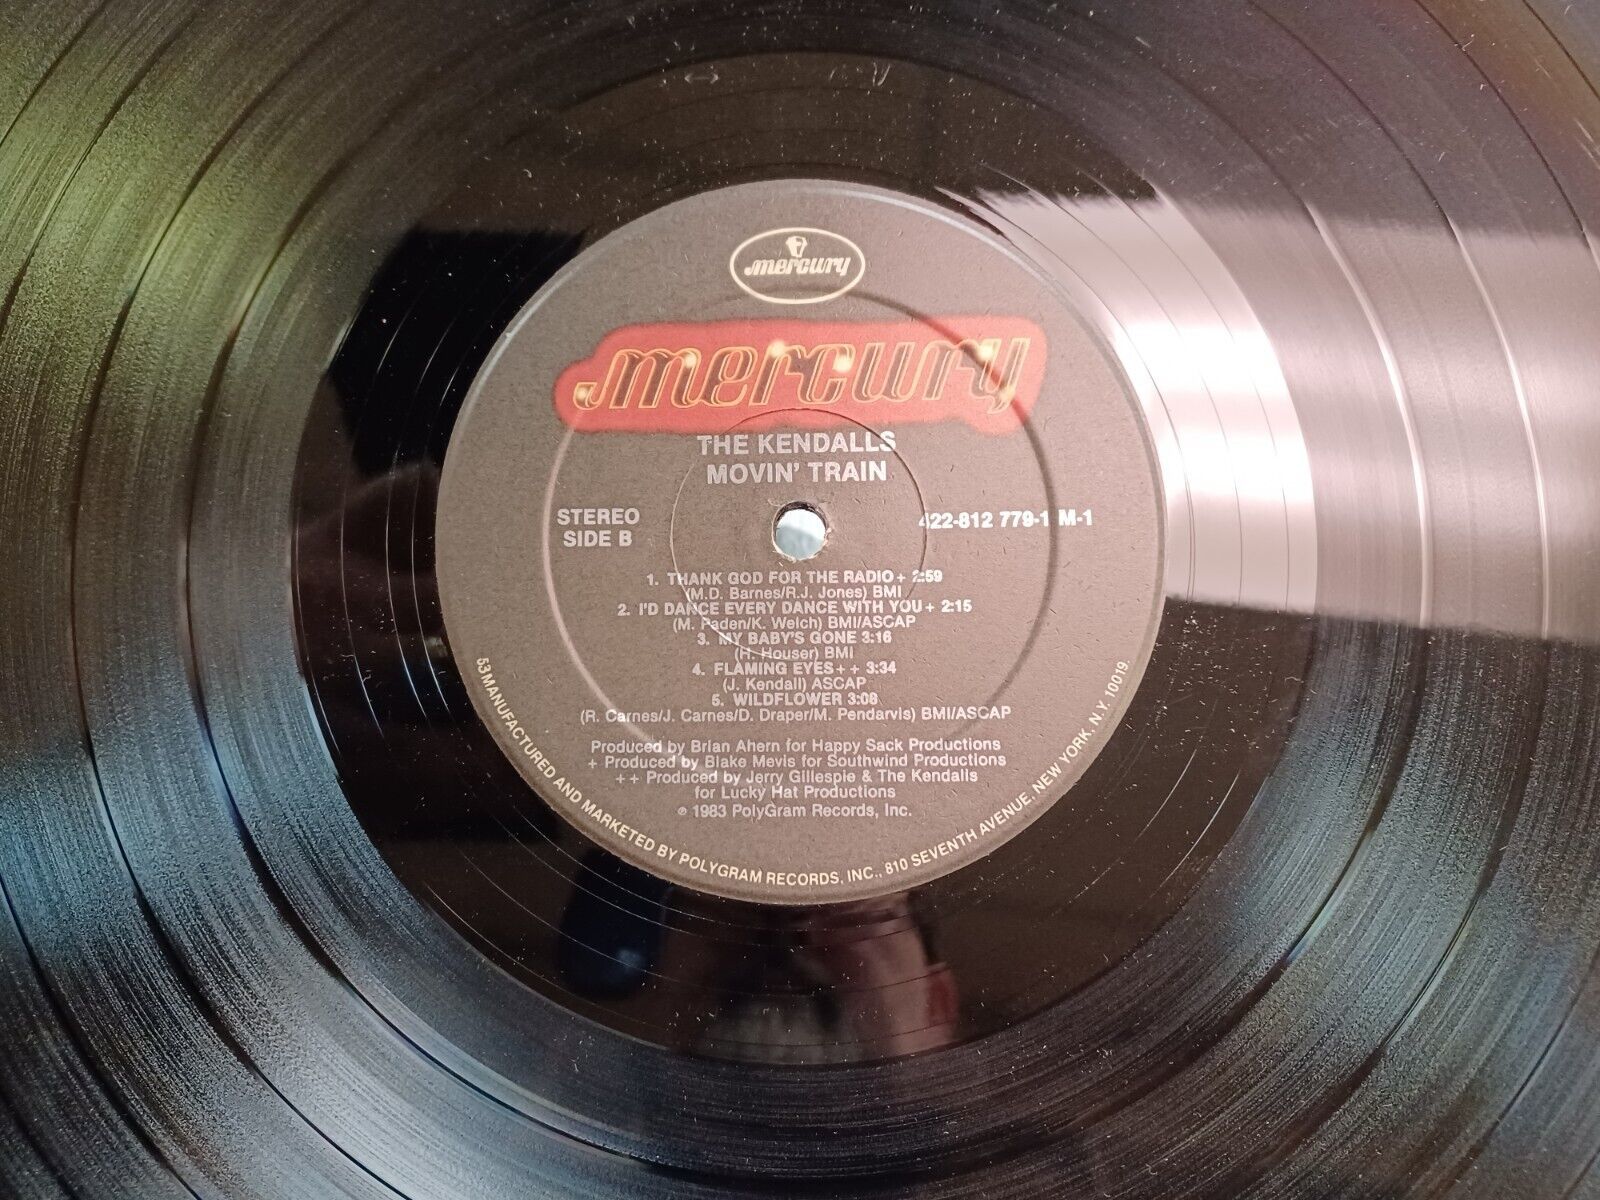 mercury
mercury
THE KENDALLS
MOVIN' TRAIN
STEREO
SIDE B
422-812 779-1 M-1
1. THANK GOD FOR THE RADIO + 2:59
(M.D. Barnes/R.J. Jones) BMI
2. I'D DANCE EVERY DANCE WITH YOU + 2:15
(M. Paden/K. Welch) BMI/ASCAP
3. MY BABY'S GONE 3:16
(H. Houser) BMI
4. FLAMING EYES + + 3:34
(J. Kendall) ASCAP
5. WILDFLOWER 3:08
(R. Carnes/J. Carnes/D. Draper/M. Pendarvis) BMI/ASCAP
Produced by Brian Ahern for Happy Sack Productions
+ Produced by Blake Mevis for Southwind Productions
+ + Produced by Jerry Gillespie & The Kendalls
for Lucky Hat Productions
℗ 1983 PolyGram Records, Inc.
53 MANUFACTURED AND MARKETED BY POLYGRAM RECORDS, INC., 810 SEVENTH AVENUE, NEW YORK, N.Y. 10019.